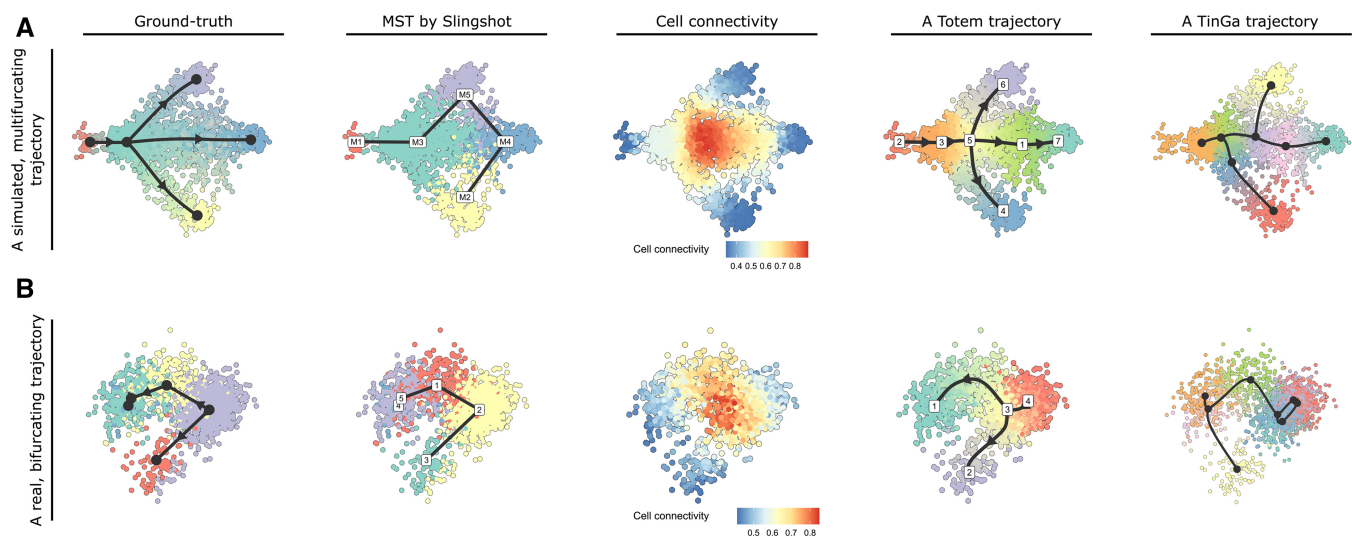 A
Ground-truth
MST by Slingshot
Cell connectivity
A Totem trajectory
A TinGa trajectory
A simulated, multifurcating
trajectory
M1
M3
M5
M4
M2
Cell connectivity
0.4 0.5 0.6 0.7 0.8
2
3
5
6
1
7
4
B
A real, bifurcating trajectory
1
5
4
2
3
Cell connectivity
0.5 0.6 0.7 0.8
1
3
4
2